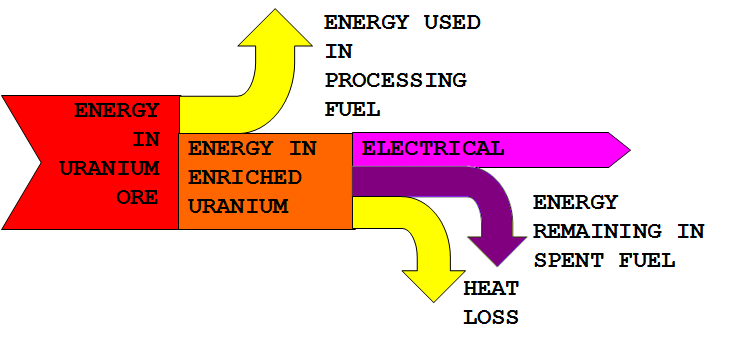 ENERGY USED
IN
PROCESSING
FUEL
ENERGY
IN
URANIUM
ORE
ENERGY IN
ENRICHED
URANIUM
ELECTRICAL
ENERGY
REMAINING IN
SPENT FUEL
HEAT
LOSS